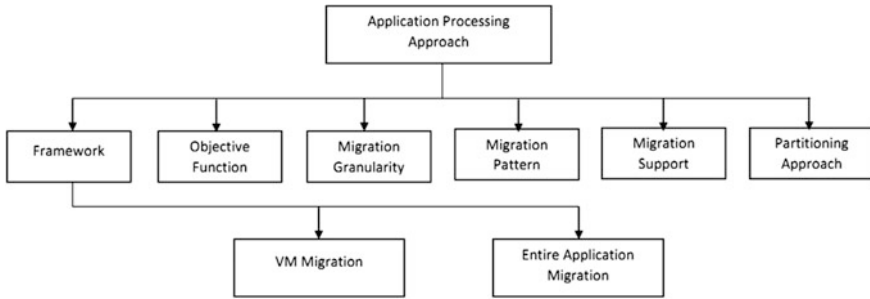 Application Processing
Approach
Framework
Objective
Function
Migration
Granularity
Migration
Pattern
Migration
Support
Partitioning
Approach
VM Migration
Entire Application
Migration